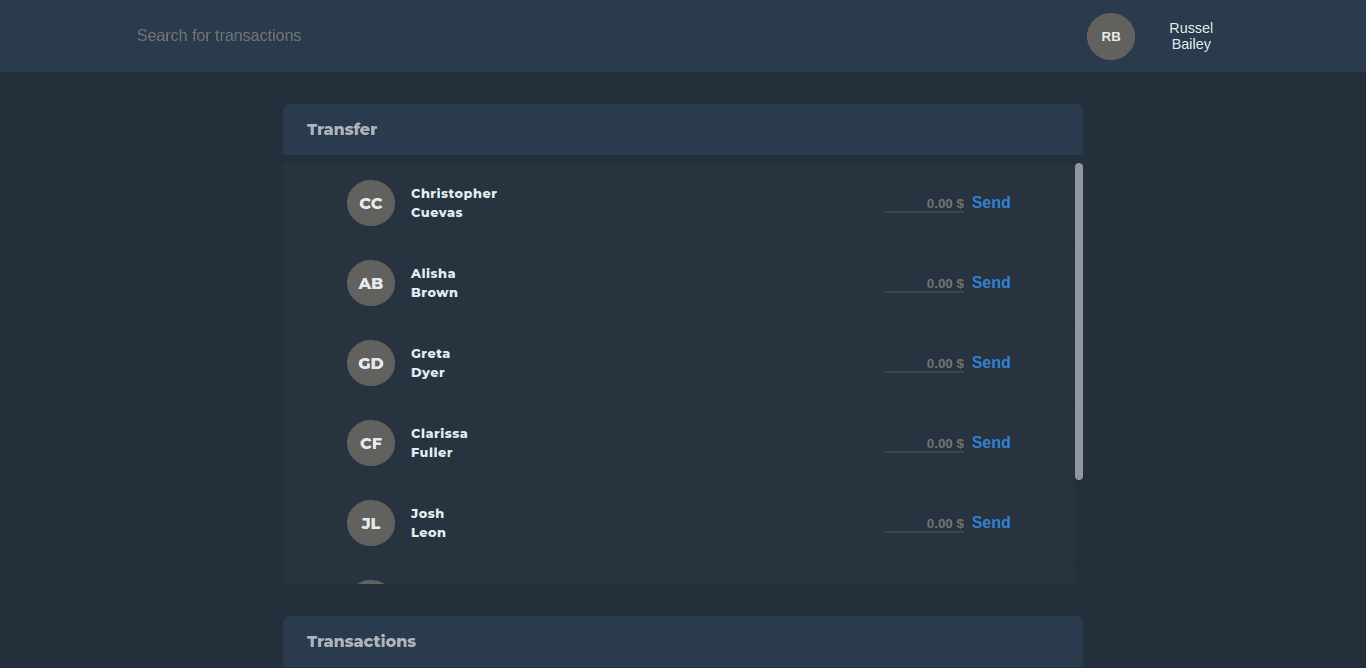 Search for transactions
RB
Russel
Bailey
Transfer
CC
Christopher
Cuevas
0.00 $ Send
AB
Alisha
Brown
0.00 $ Send
GD
Greta
Dyer
0.00 $ Send
CF
Clarissa
Fuller
0.00 $ Send
JL
Josh
Leon
0.00 $ Send
Transactions